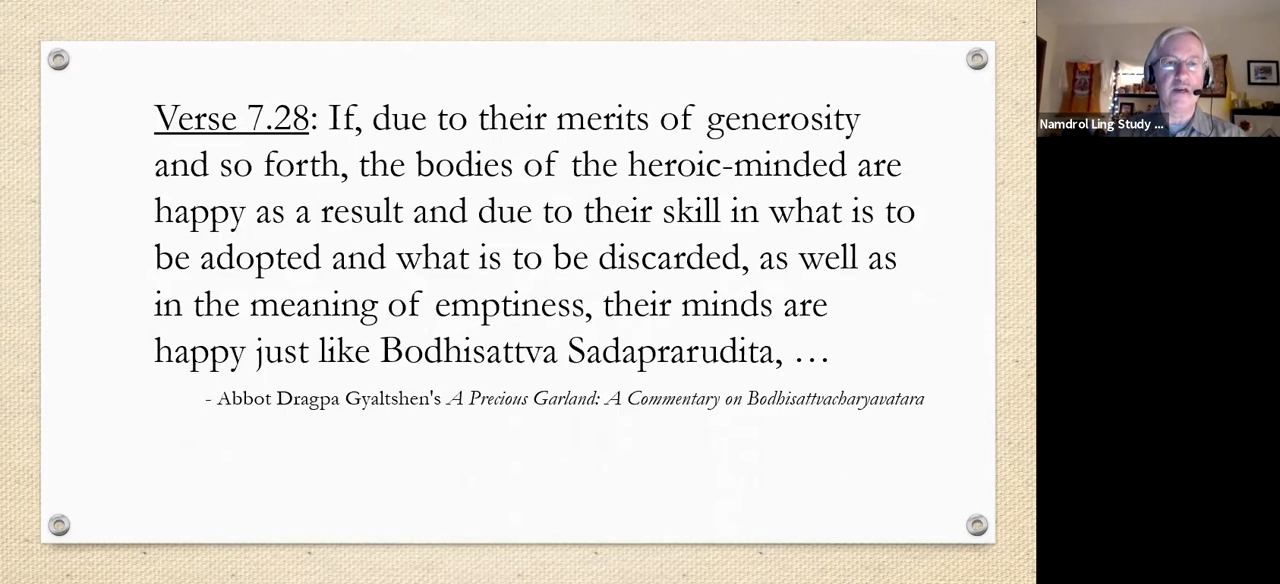 Verse 7.28: If, due to their merits of generosity
and so forth, the bodies of the heroic-minded are
happy as a result and due to their skill in what is to
be adopted and what is to be discarded, as well as
in the meaning of emptiness, their minds are
happy just like Bodhisattva Sadaprarudita, …
- Abbot Dragpa Gyaltshen's A Precious Garland: A Commentary on Bodhisattvacharyavatara
Namdrol Ling Study ...